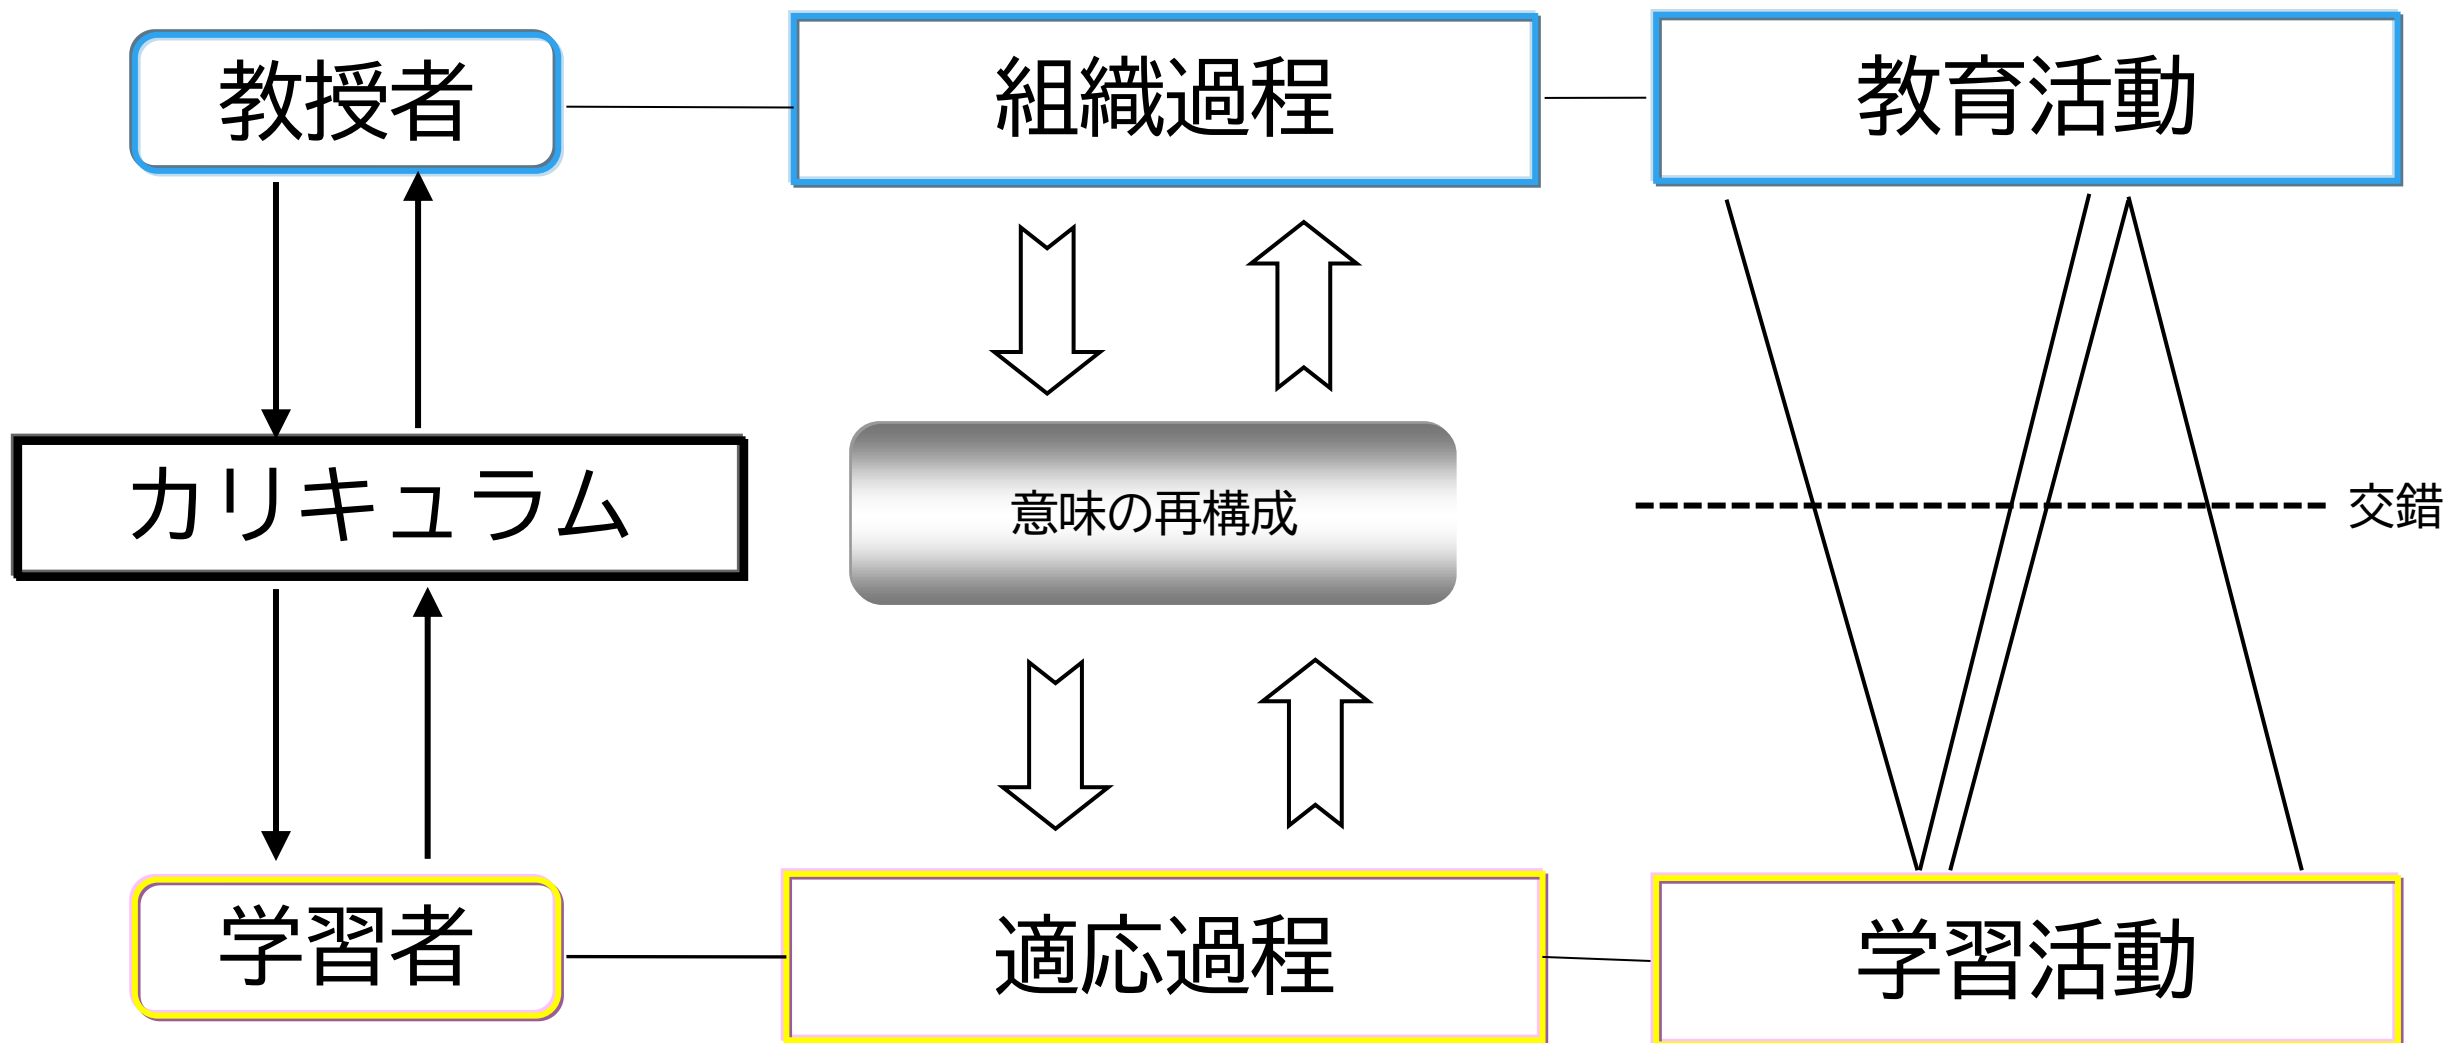 教授者
組織過程
教育活動
カリキュラム
意味の再構成
交錯
学習者
適応過程
学習活動